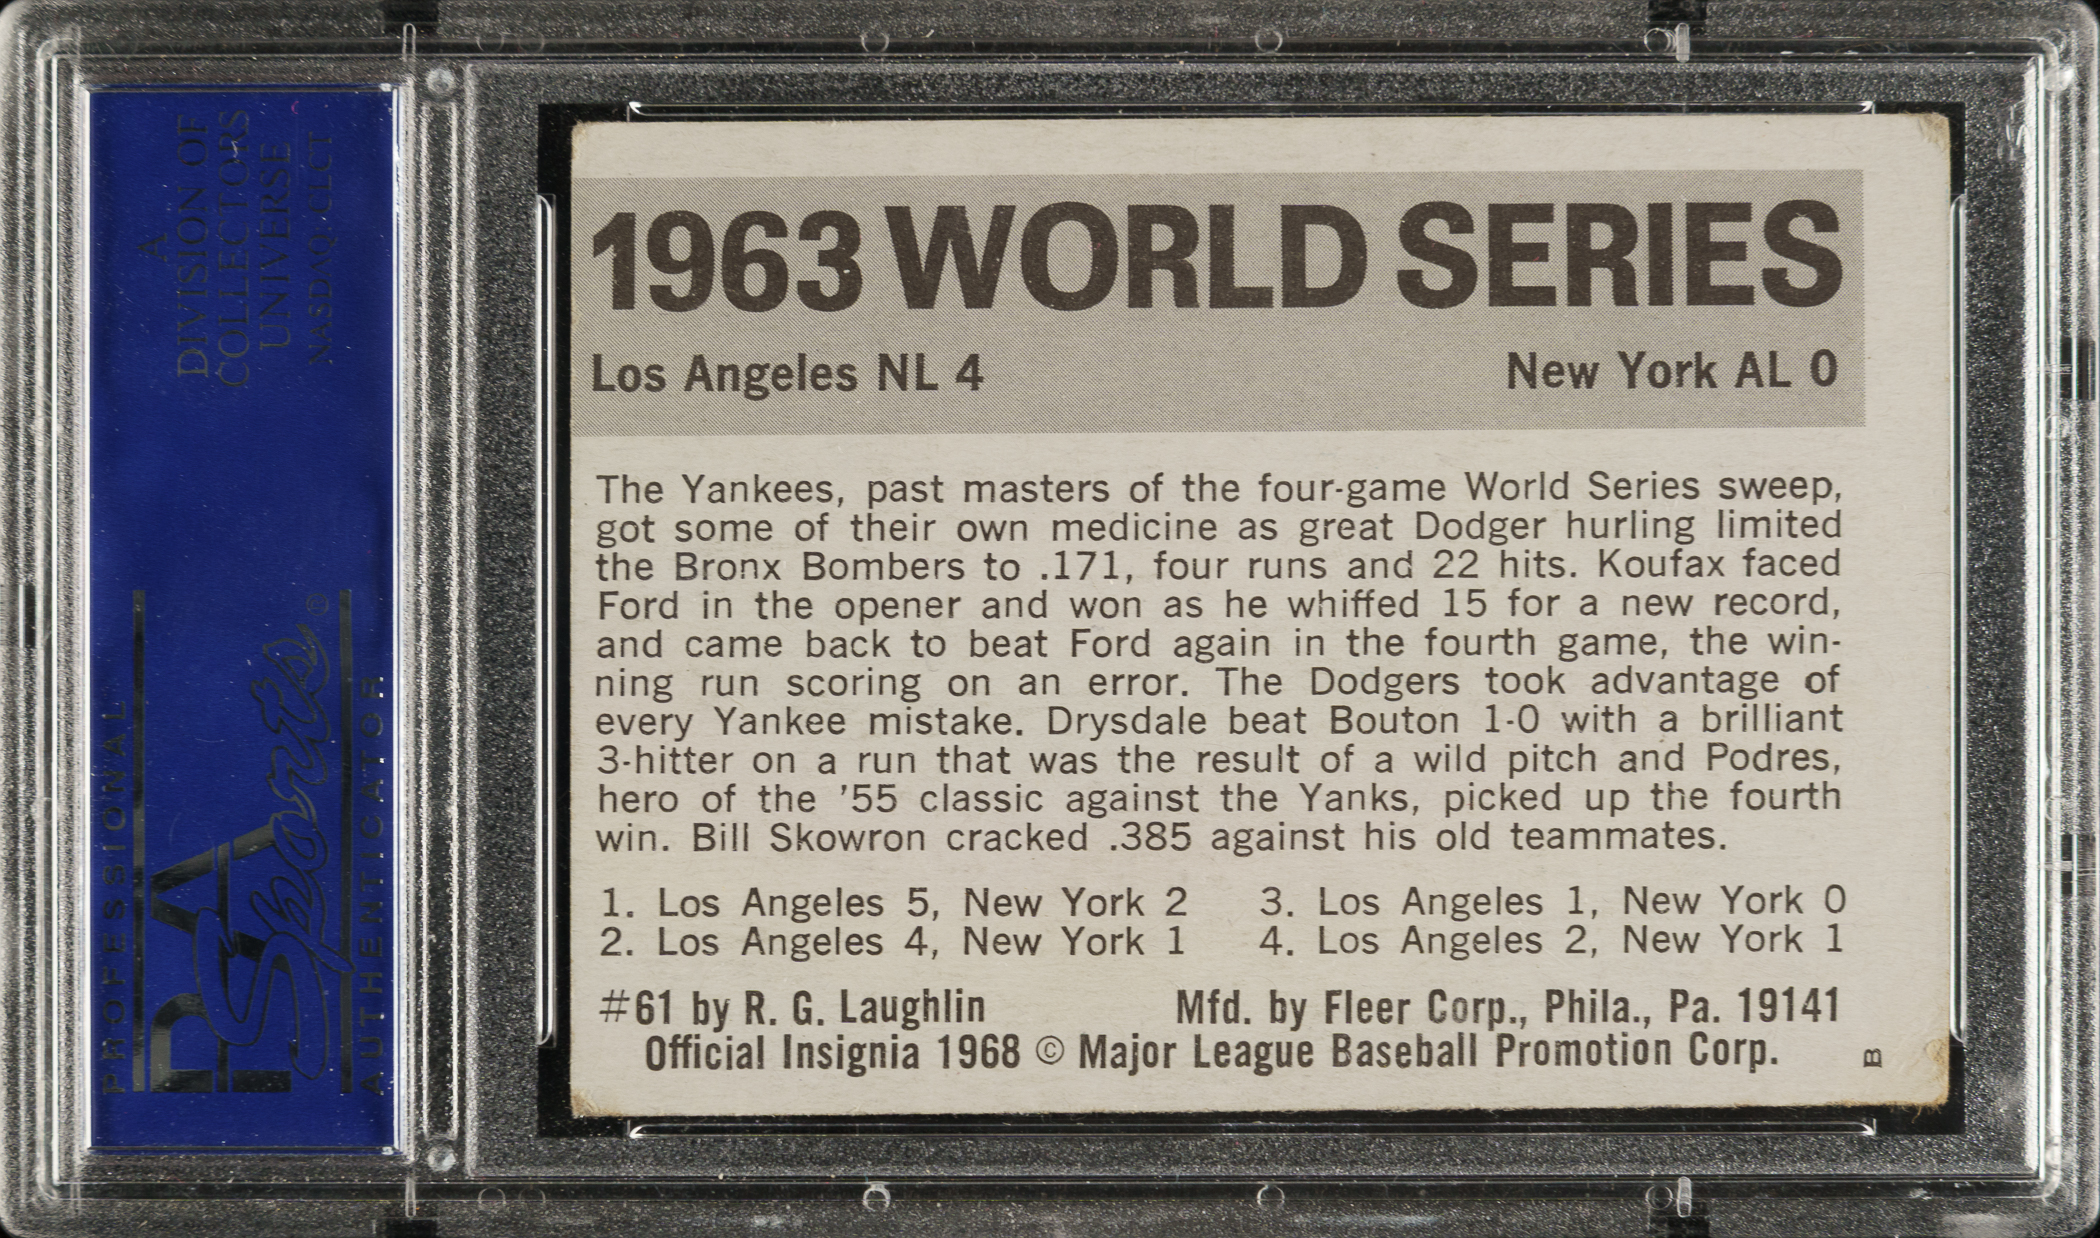 A
DIVISION OF
COLLECTORS
UNIVERSE
NASDAQ: CLCT
PROFESSIONAL
PSA
Sports
AUTHENTICATOR
1963 WORLD SERIES
Los Angeles NL 4 New York AL 0
The Yankees, past masters of the four-game World Series sweep,
got some of their own medicine as great Dodger hurling limited
the Bronx Bombers to .171, four runs and 22 hits. Koufax faced
Ford in the opener and won as he whiffed 15 for a new record,
and came back to beat Ford again in the fourth game, the win-
ning run scoring on an error. The Dodgers took advantage of
every Yankee mistake. Drysdale beat Bouton 1-0 with a brilliant
3-hitter on a run that was the result of a wild pitch and Podres,
hero of the '55 classic against the Yanks, picked up the fourth
win. Bill Skowron cracked .385 against his old teammates.
1. Los Angeles 5, New York 2 3. Los Angeles 1, New York 0
2. Los Angeles 4, New York 1 4. Los Angeles 2, New York 1
#61 by R. G. Laughlin Mfd. by Fleer Corp., Phila., Pa. 19141
Official Insignia 1968 © Major League Baseball Promotion Corp.
B